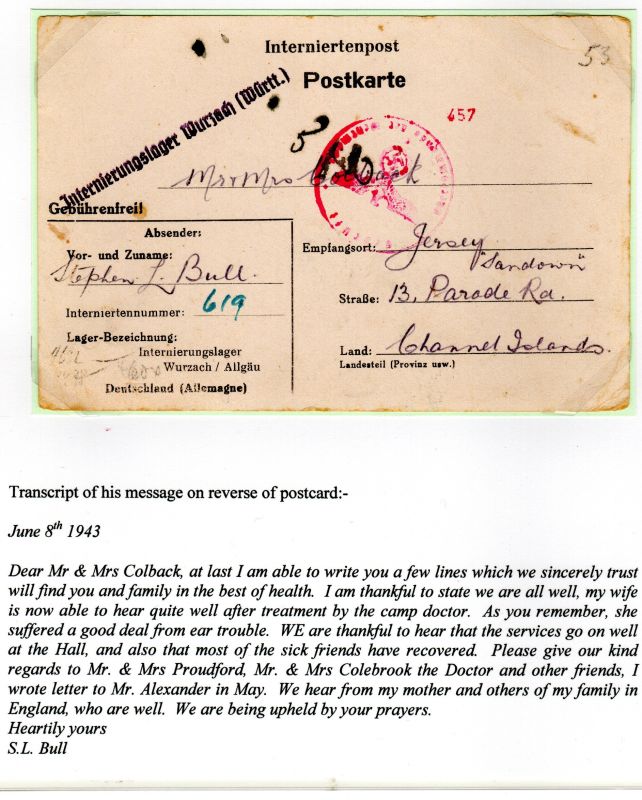 Interniertenpost
53
Postkarte
Internierungslager Wurzach (Württ.)
657
5
Mr & Mrs Colback
Gebührenfrei!
Absender:
Vor- und Zuname:
Stephen L. Bull.
Interniertennummer: 619
Lager-Bezeichnung:
Internierungslager
Wurzach / Allgäu
Deutschland (Allemagne)
Empfangsort: Jersey
"Sandown"
Straße: 13, Parade Rd.
Land: Channel Islands.
Landesteil (Provinz usw.)
Transcript of his message on reverse of postcard:-
June 8th 1943
Dear Mr & Mrs Colback, at last I am able to write you a few lines which we sincerely trust
will find you and family in the best of health. I am thankful to state we are all well, my wife
is now able to hear quite well after treatment by the camp doctor. As you remember, she
suffered a good deal from ear trouble. WE are thankful to hear that the services go on well
at the Hall, and also that most of the sick friends have recovered. Please give our kind
regards to Mr. & Mrs Proudford, Mr. & Mrs Colebrook the Doctor and other friends, I
wrote letter to Mr. Alexander in May. We hear from my mother and others of my family in
England, who are well. We are being upheld by your prayers.
Heartily yours
S.L. Bull